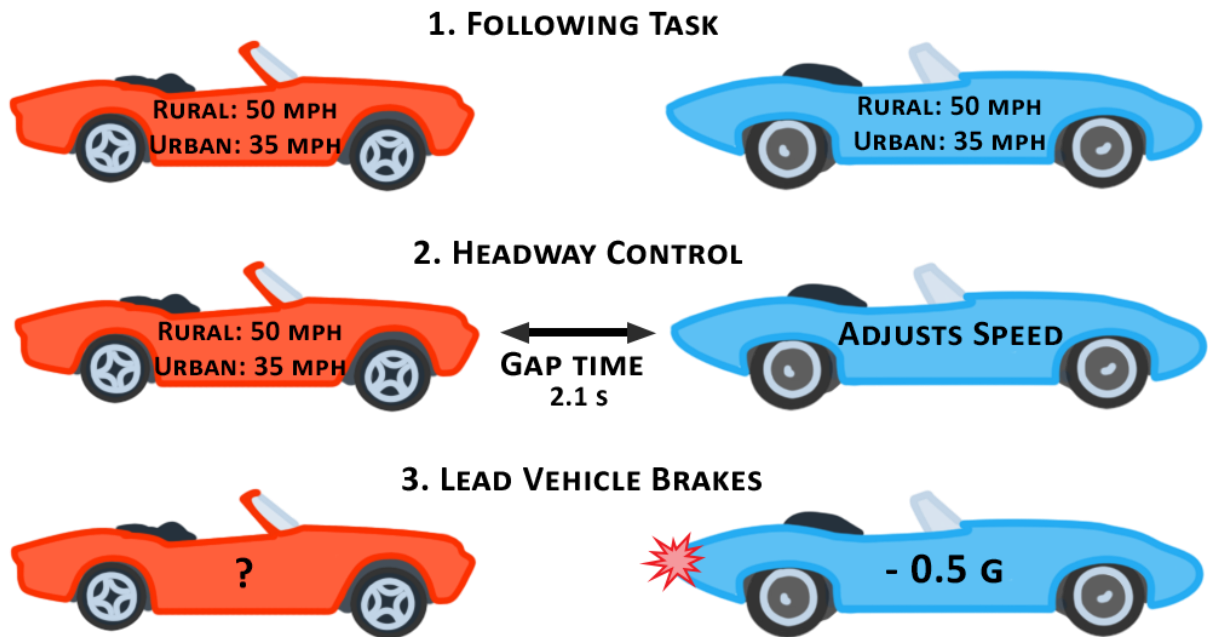 1. Following Task
Rural: 50 mph
Urban: 35 mph
Rural: 50 mph
Urban: 35 mph
2. Headway Control
Rural: 50 mph
Urban: 35 mph
Gap time
2.1 s
Adjusts Speed
3. Lead Vehicle Brakes
?
- 0.5 g